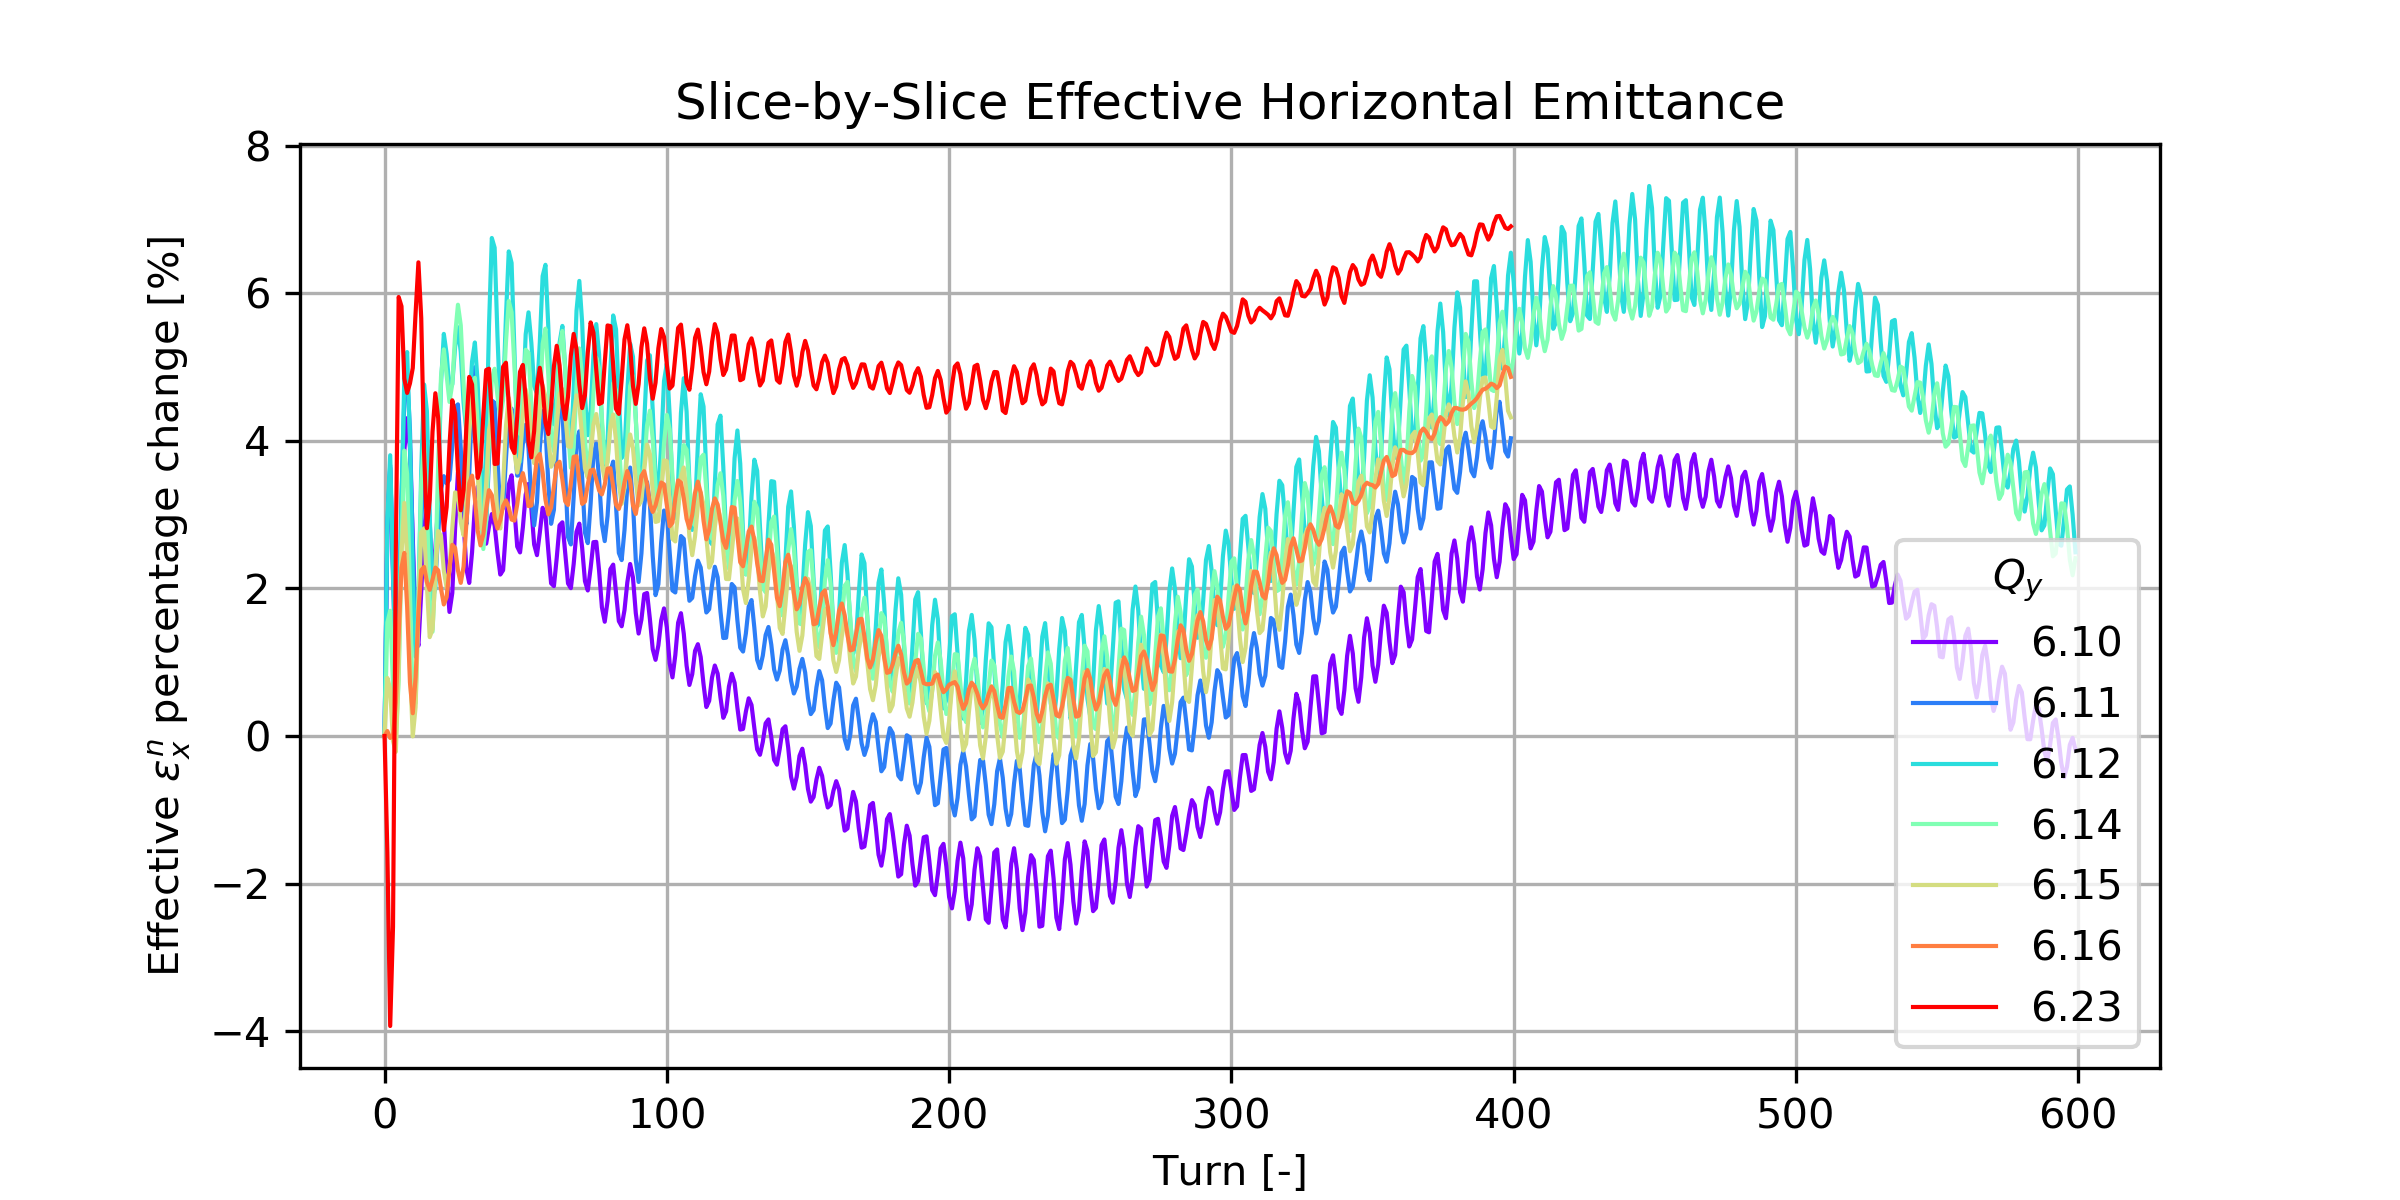 Slice-by-Slice Effective Horizontal Emittance
Effective ε_x^n percentage change [%]
8
6
4
2
0
−2
−4
0 100 200 300 400 500 600
Turn [-]
Q_y
6.10
6.11
6.12
6.14
6.15
6.16
6.23